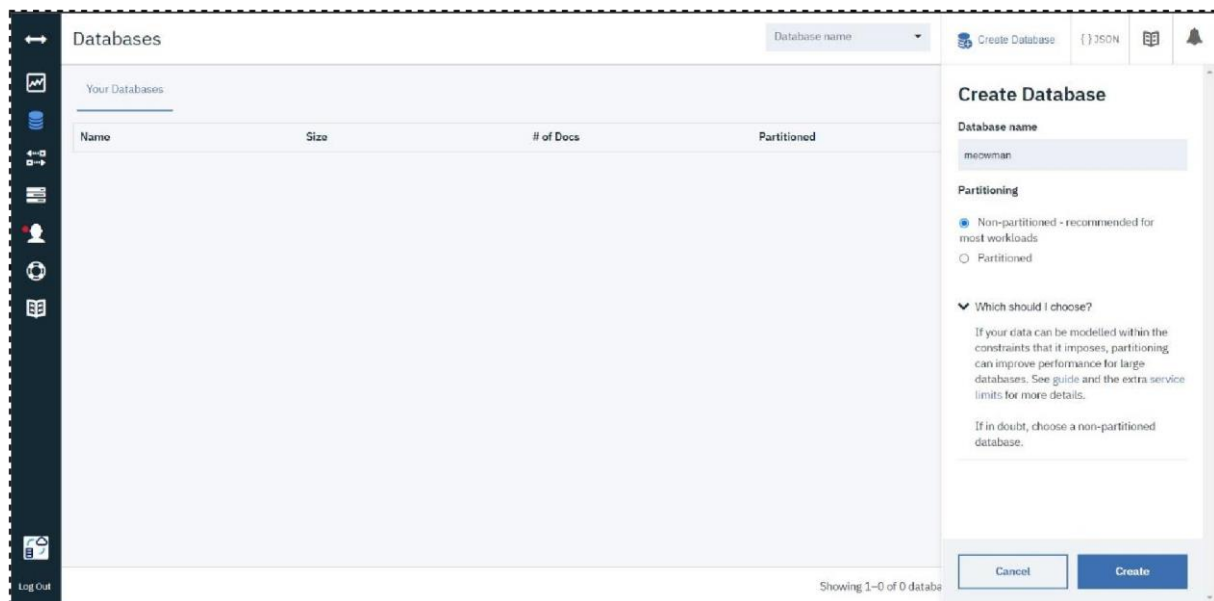 Databases
Database name
Create Database
{ } JSON
Your Databases
Name Size # of Docs Partitioned
Create Database
Database name
meowman
Partitioning
Non-partitioned - recommended for
most workloads
Partitioned
Which should I choose?
If your data can be modelled within the
constraints that it imposes, partitioning
can improve performance for large
databases. See guide and the extra service
limits for more details.
If in doubt, choose a non-partitioned
database.
Cancel
Create
Log Out
Showing 1–0 of 0 databa